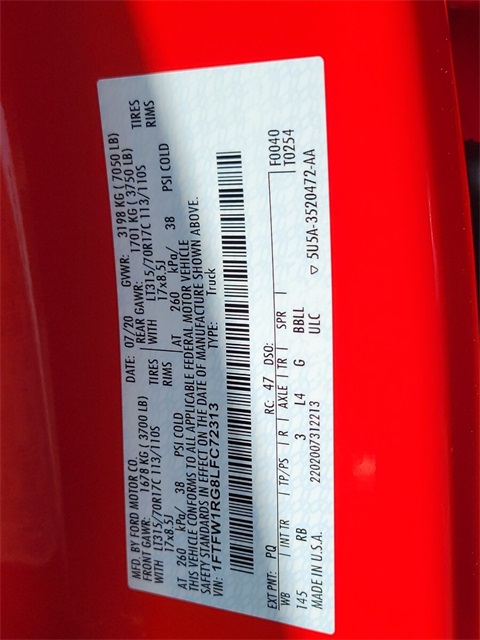 MFD. BY FORD MOTOR CO. DATE: 07/20 GVWR: 3198 KG ( 7050 LB)
FRONT GAWR: 1678 KG ( 3700 LB) REAR GAWR: 1701 KG ( 3750 LB)
WITH LT315/70R17C 113/110S TIRES WITH LT315/70R17C 113/110S TIRES
17x8.5J RIMS 17x8.5J RIMS
AT 260 kPa/ 38 PSI COLD AT 260 kPa/ 38 PSI COLD
THIS VEHICLE CONFORMS TO ALL APPLICABLE FEDERAL MOTOR VEHICLE
SAFETY STANDARDS IN EFFECT ON THE DATE OF MANUFACTURE SHOWN ABOVE.
VIN: 1FTFW1RG8LFC72313 TYPE: Truck
F0040
EXT PNT: PQ RC: 47 DSO: T0254
WB | INT TR | TP/PS | R | AXLE | TR | SPR |
145 RB 3 L4 G BBLL
MADE IN U.S.A. 2202007312213 ULC ▽ 5U5A-3520472-AA